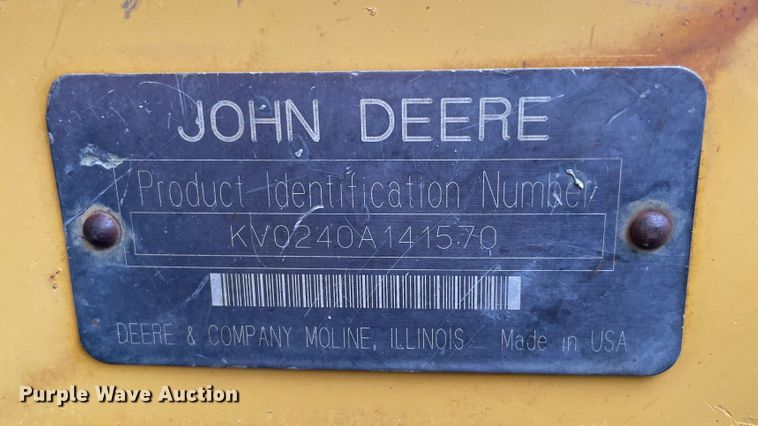 JOHN DEERE
Product Identification Number
KV0240A141570
DEERE & COMPANY MOLINE, ILLINOIS Made in USA
Purple Wave Auction